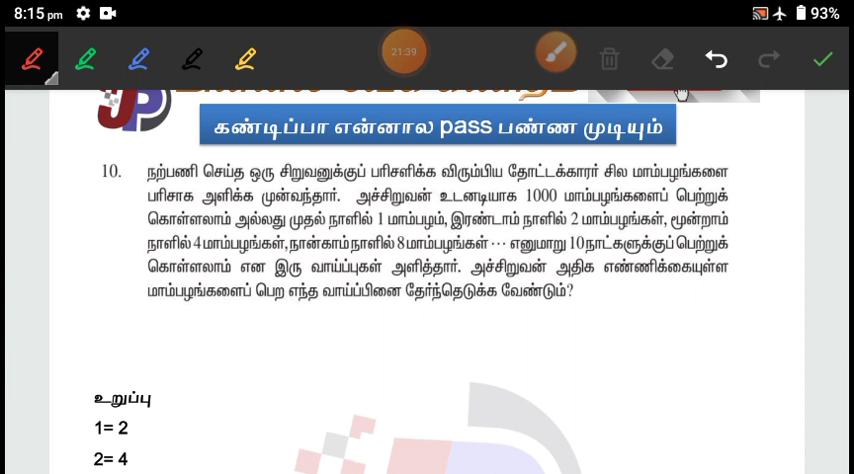 8:15 pm
93%
21:39
JP
கண்டிப்பா என்னால pass பண்ண முடியும்
10. நற்பணி செய்த ஒரு சிறுவனுக்குப் பரிசளிக்க விரும்பிய தோட்டக்காரர் சில மாம்பழங்களை
பரிசாக அளிக்க முன்வந்தார். அச்சிறுவன் உடனடியாக 1000 மாம்பழங்களைப் பெற்றுக்
கொள்ளலாம் அல்லது முதல் நாளில் 1 மாம்பழம், இரண்டாம் நாளில் 2 மாம்பழங்கள், மூன்றாம்
நாளில் 4 மாம்பழங்கள், நான்காம் நாளில் 8 மாம்பழங்கள் ⋯ எனுமாறு 10 நாட்களுக்குப் பெற்றுக்
கொள்ளலாம் என இரு வாய்ப்புகள் அளித்தார். அச்சிறுவன் அதிக எண்ணிக்கையுள்ள
மாம்பழங்களைப் பெற எந்த வாய்ப்பினை தேர்ந்தெடுக்க வேண்டும்?
உறுப்பு
1= 2
2= 4